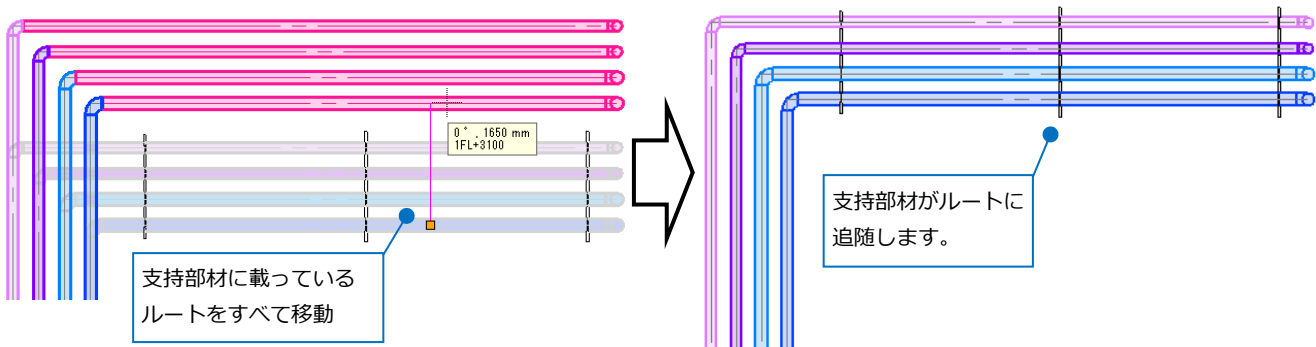 0°, 1650 mm
1FL+3100
支持部材に載っている
ルートをすべて移動
支持部材がルートに
追随します。